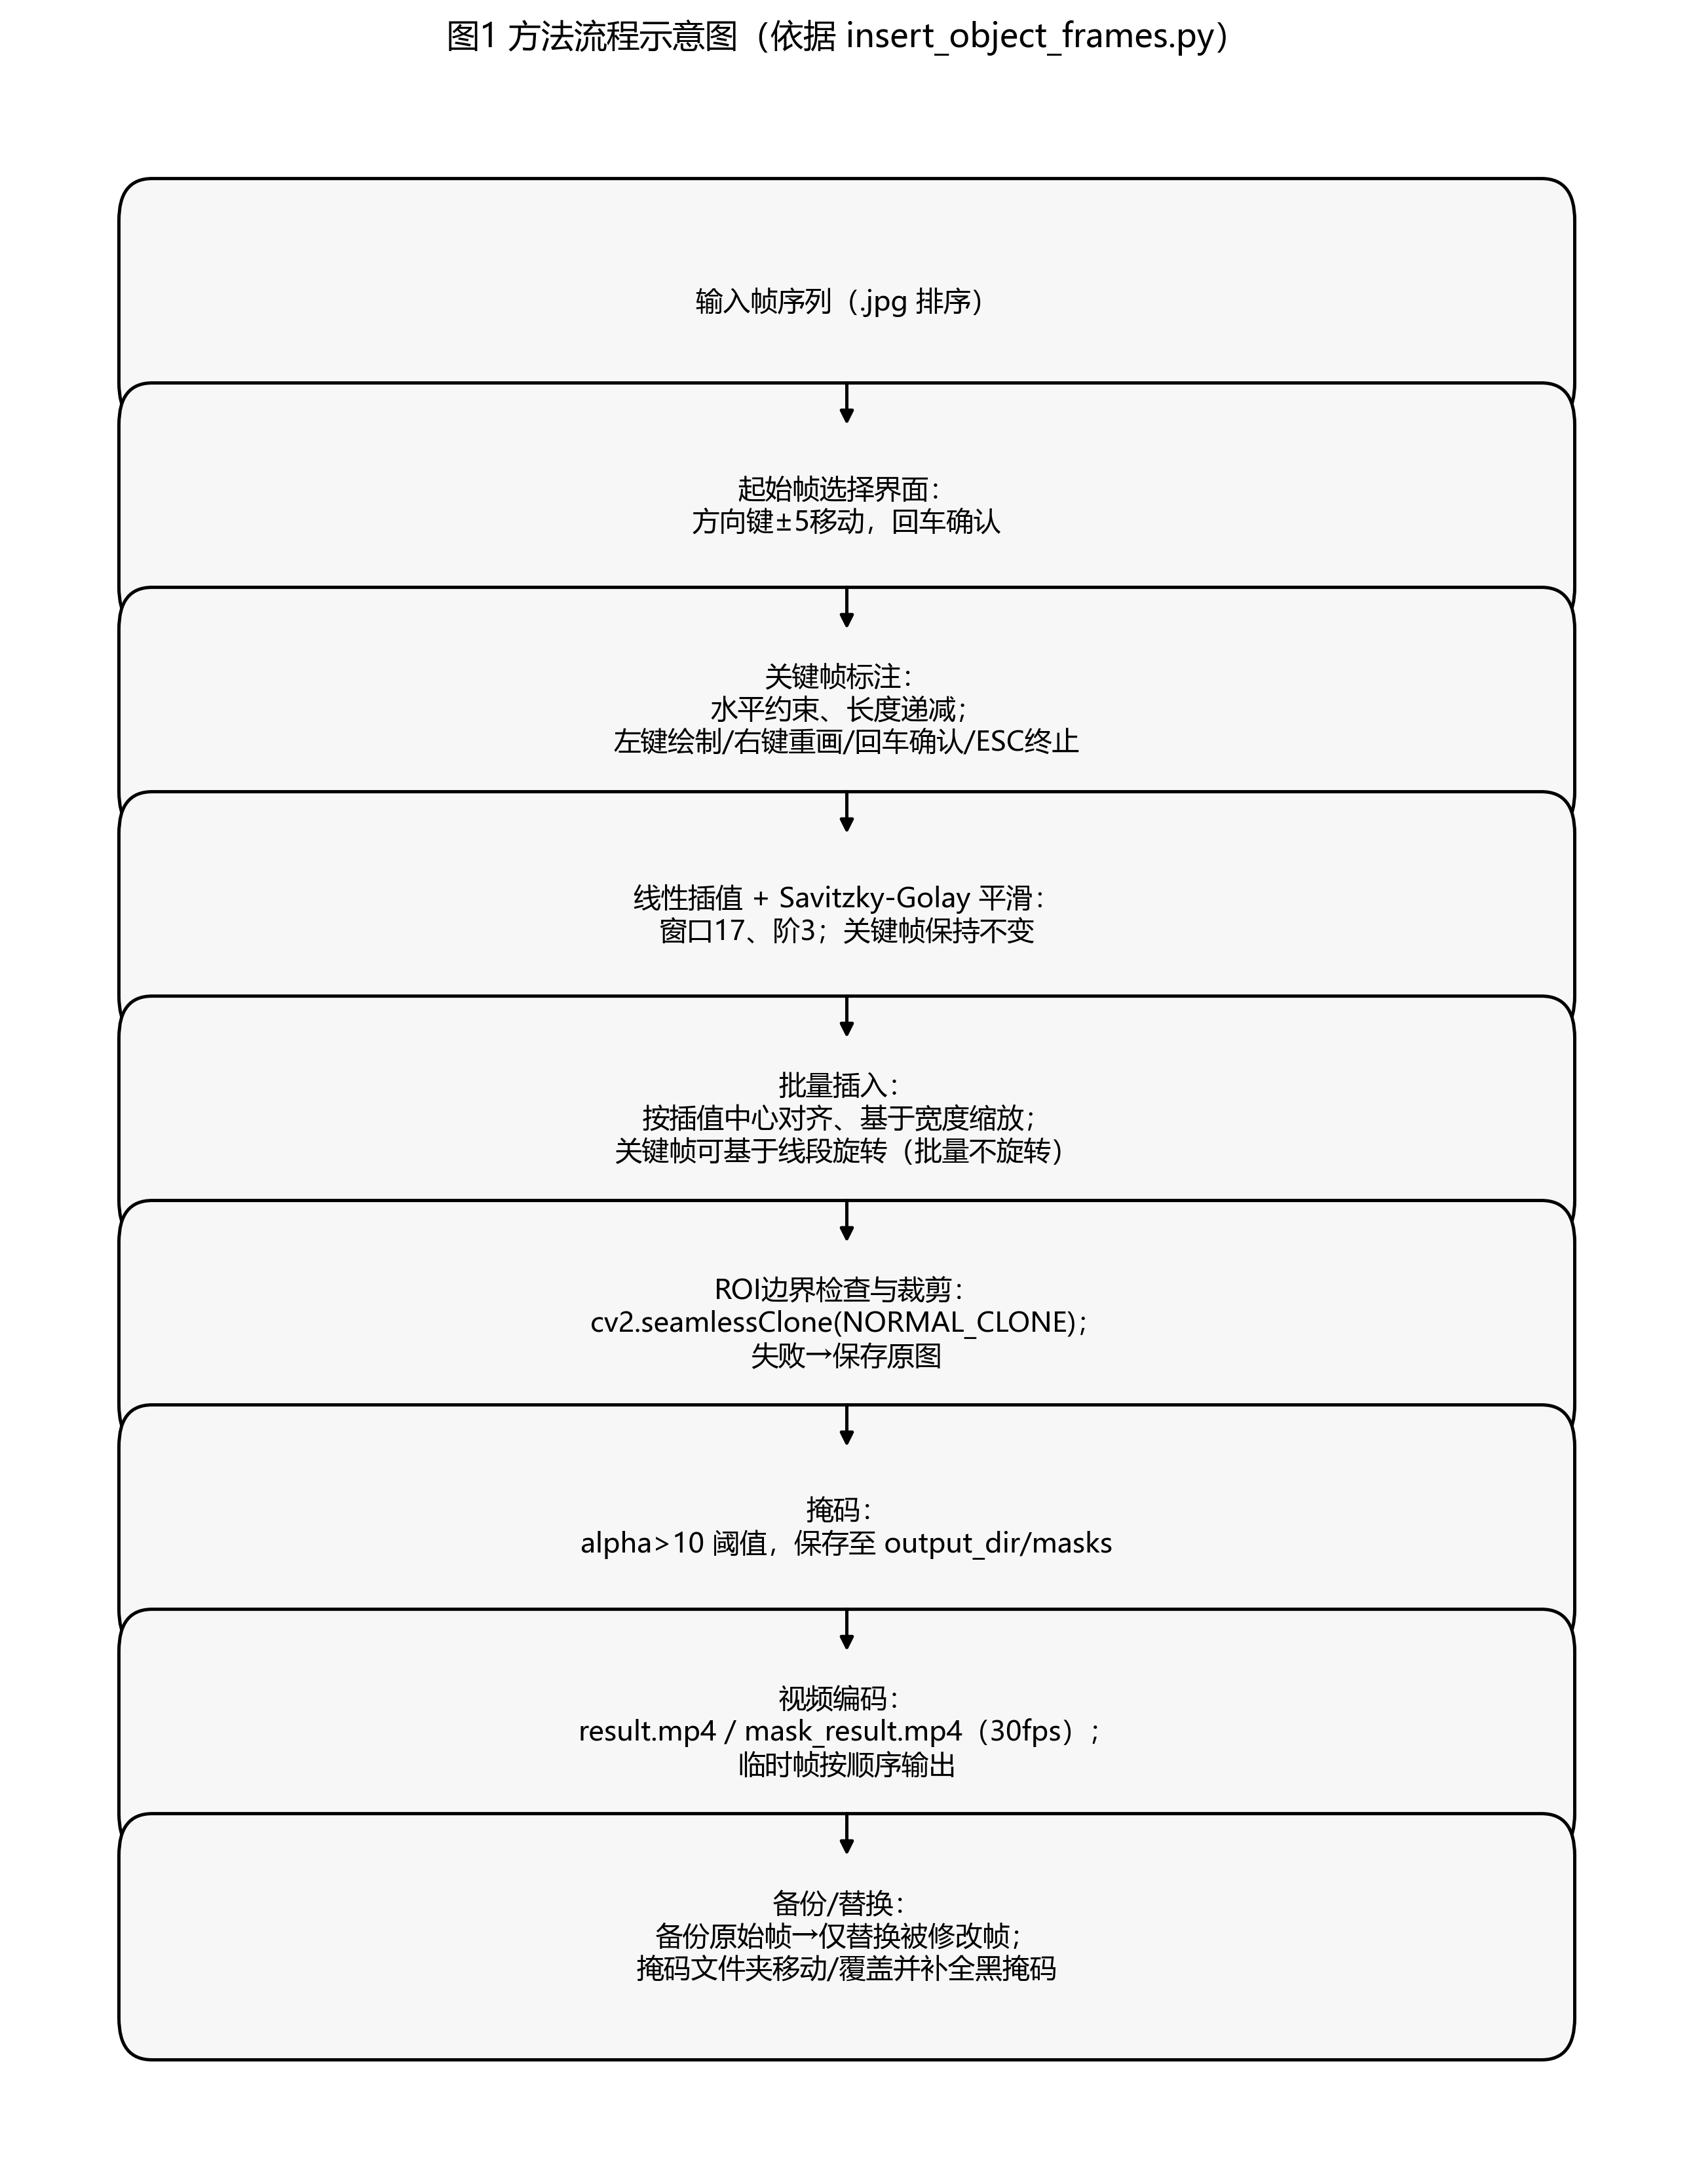 图1 方法流程示意图（依据 insert_object_frames.py）
输入帧序列（.jpg 排序）
起始帧选择界面：
方向键±5移动，回车确认
关键帧标注：
水平约束、长度递减；
左键绘制/右键重画/回车确认/ESC终止
线性插值 + Savitzky-Golay 平滑：
窗口17、阶3；关键帧保持不变
批量插入：
按插值中心对齐、基于宽度缩放；
关键帧可基于线段旋转（批量不旋转）
ROI边界检查与裁剪：
cv2.seamlessClone(NORMAL_CLONE)；
失败→保存原图
掩码：
alpha>10 阈值，保存至 output_dir/masks
视频编码：
result.mp4 / mask_result.mp4（30fps）；
临时帧按顺序输出
备份/替换：
备份原始帧→仅替换被修改帧；
掩码文件夹移动/覆盖并补全黑掩码